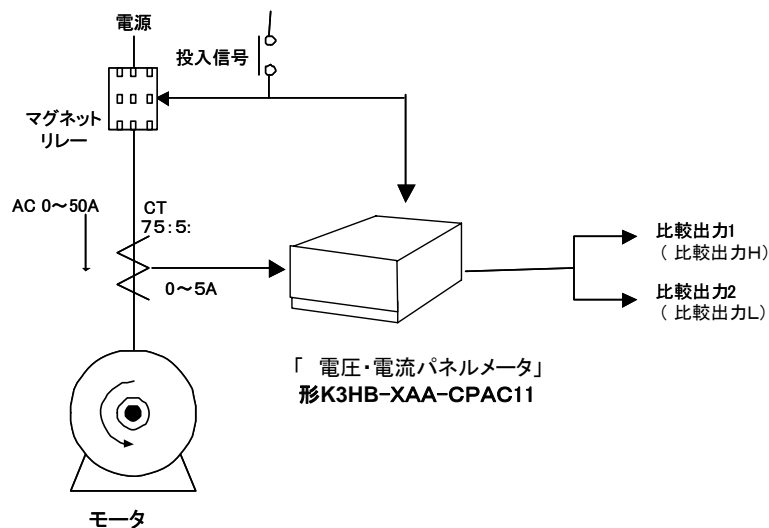 電源
投入信号
マグネット
リレー
AC 0～50A
CT
75:5:
0～5A
比較出力1
( 比較出力H)
比較出力2
( 比較出力L)
「 電圧・電流パネルメータ」
形K3HB-XAA-CPAC11
モータ